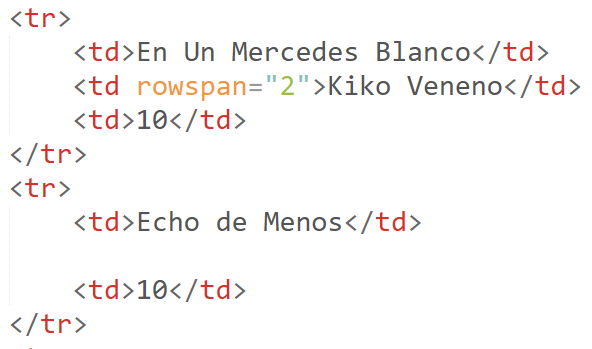 <tr>
    <td>En Un Mercedes Blanco</td>
    <td rowspan="2">Kiko Veneno</td>
    <td>10</td>
</tr>
<tr>
    <td>Echo de Menos</td>

    <td>10</td>
</tr>